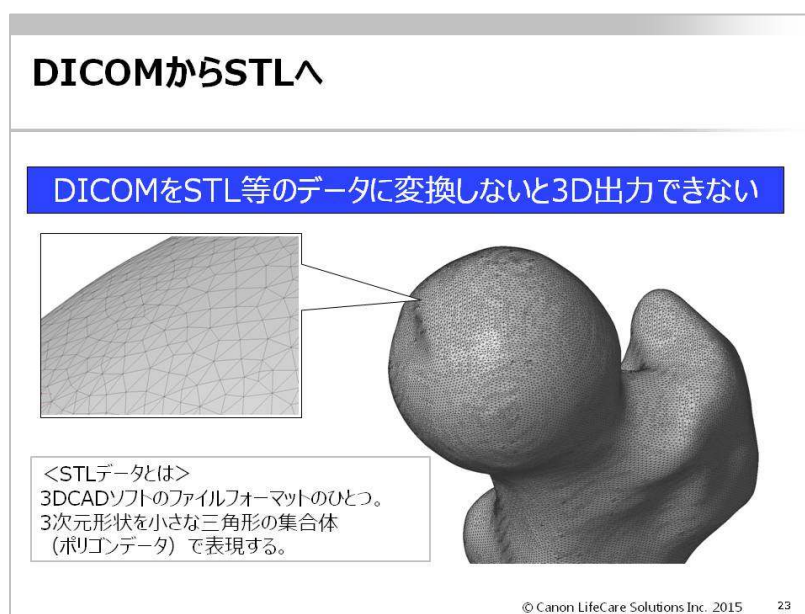 DICOMからSTLへ
DICOMをSTL等のデータに変換しないと3D出力できない
＜STLデータとは＞
3DCADソフトのファイルフォーマットのひとつ。
3次元形状を小さな三角形の集合体
（ポリゴンデータ）で表現する。
© Canon LifeCare Solutions Inc. 2015 23